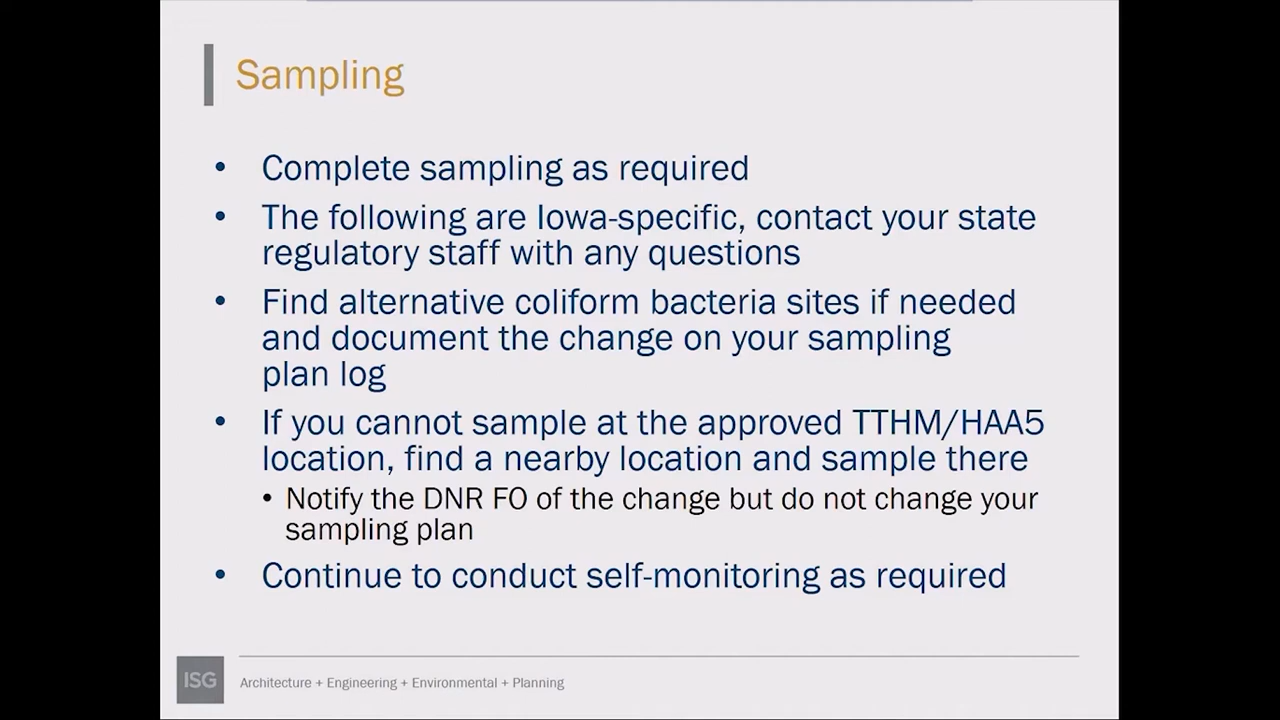 Sampling
• Complete sampling as required
• The following are Iowa-specific, contact your state
regulatory staff with any questions
• Find alternative coliform bacteria sites if needed
and document the change on your sampling
plan log
• If you cannot sample at the approved TTHM/HAA5
location, find a nearby location and sample there
• Notify the DNR FO of the change but do not change your
sampling plan
• Continue to conduct self-monitoring as required
ISG
Architecture + Engineering + Environmental + Planning